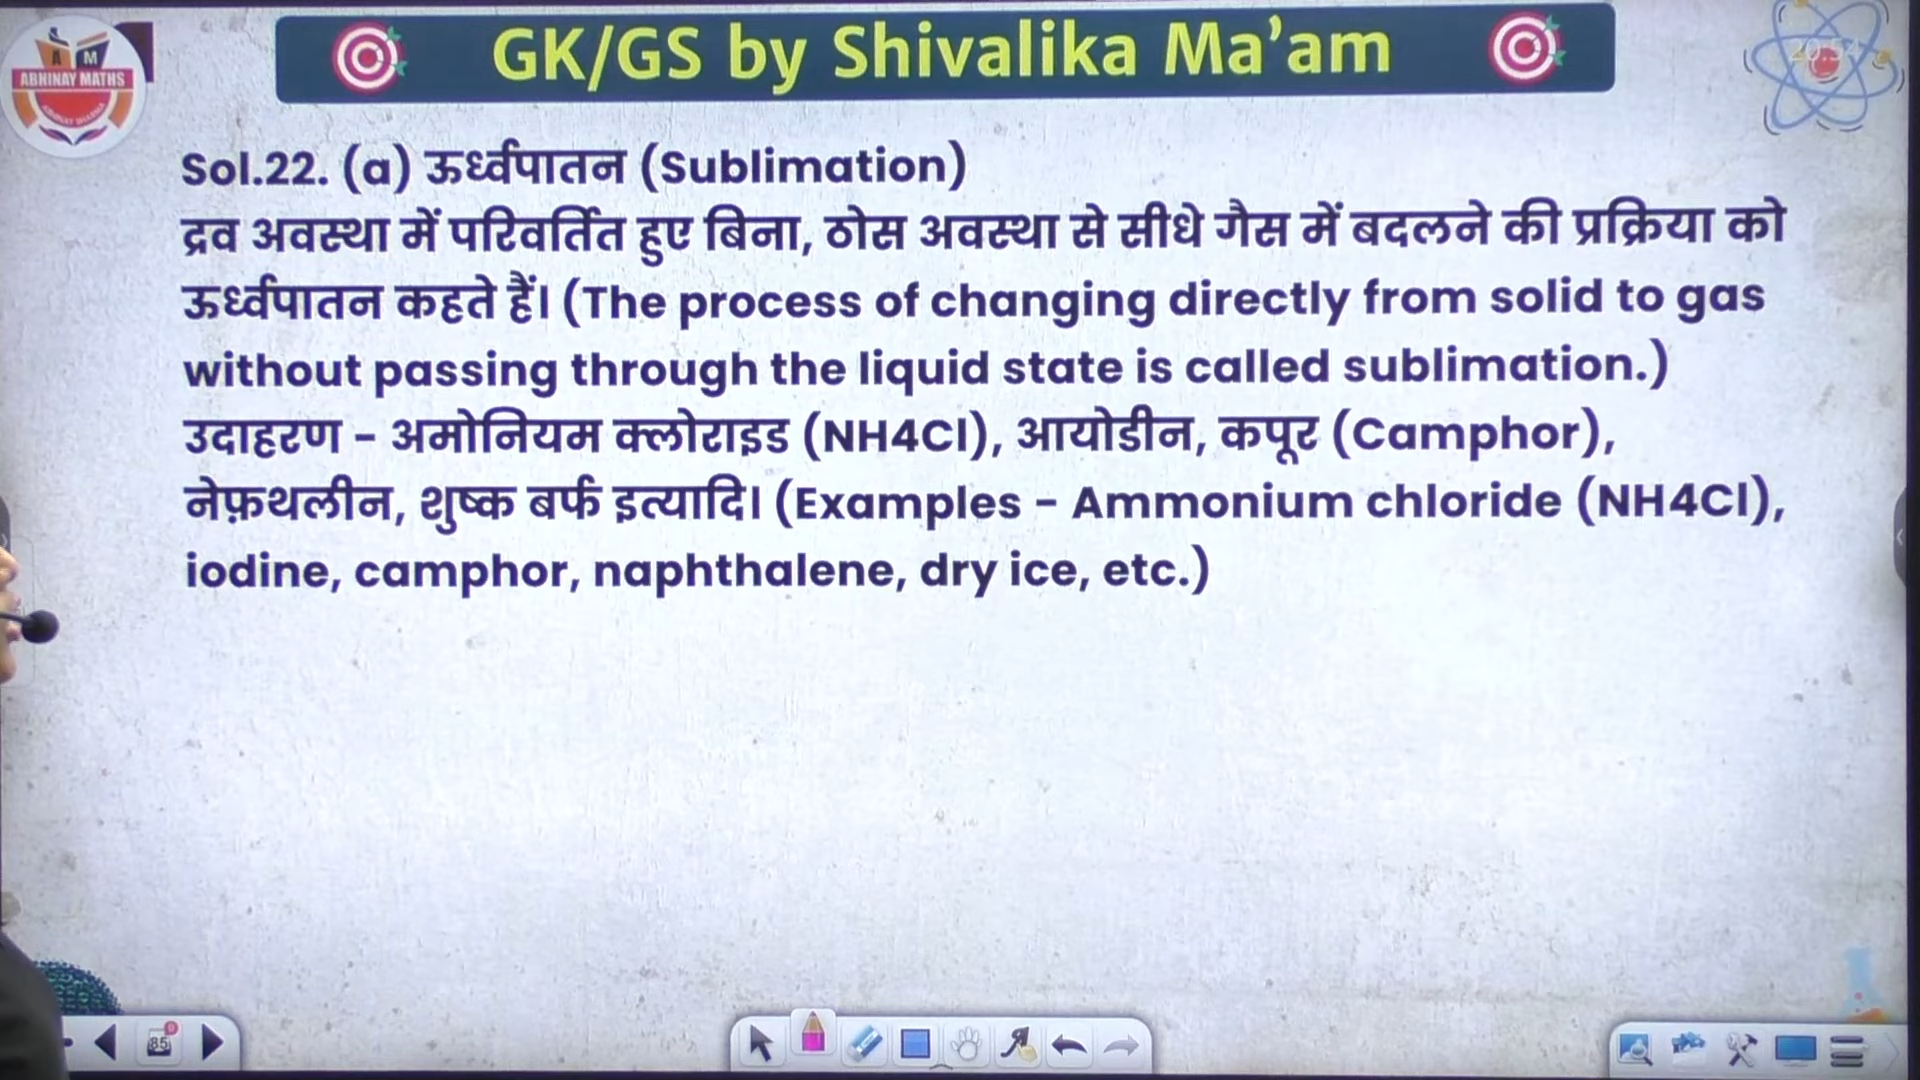 ABHINAY MATHS
GK/GS by Shivalika Ma'am
Sol.22. (a) ऊर्ध्वपातन (Sublimation)
द्रव अवस्था में परिवर्तित हुए बिना, ठोस अवस्था से सीधे गैस में बदलने की प्रक्रिया को
ऊर्ध्वपातन कहते हैं। (The process of changing directly from solid to gas
without passing through the liquid state is called sublimation.)
उदाहरण – अमोनियम क्लोराइड (NH4Cl), आयोडीन, कपूर (Camphor),
नेफ़थलीन, शुष्क बर्फ इत्यादि। (Examples – Ammonium chloride (NH4Cl),
iodine, camphor, naphthalene, dry ice, etc.)
85